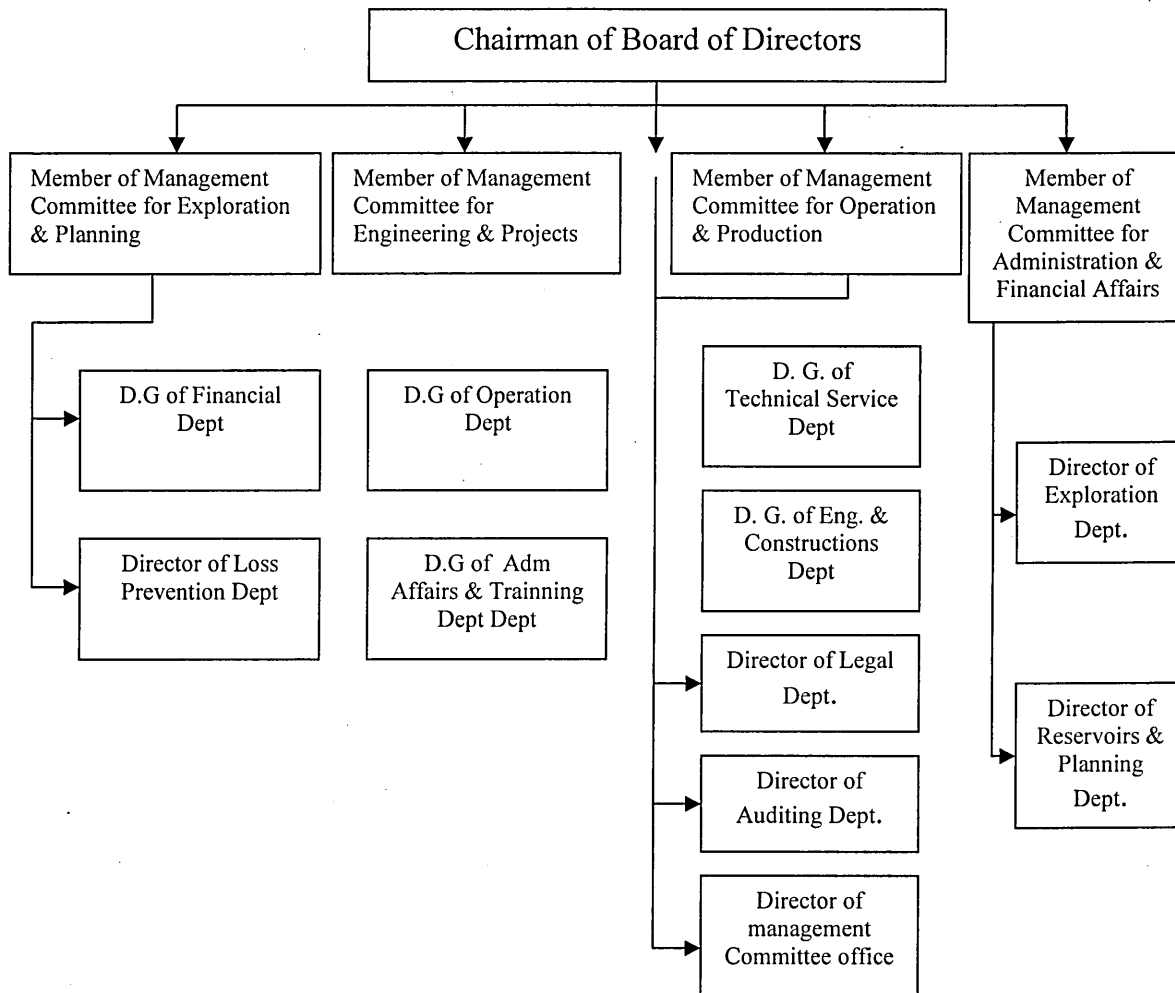 Chairman of Board of Directors
Member of Management
Committee for Exploration
& Planning
Member of Management
Committee for
Engineering & Projects
Member of Management
Committee for Operation
& Production
Member of
Management
Committee for
Administration &
Financial Affairs
D.G of Financial
Dept
D.G of Operation
Dept
D. G. of
Technical Service
Dept
Director of
Exploration
Dept.
D. G. of Eng. &
Constructions
Dept
Director of Loss
Prevention Dept
D.G of Adm
Affairs & Trainning
Dept Dept
Director of Legal
Dept.
Director of
Reservoirs &
Planning
Dept.
Director of
Auditing Dept.
Director of
management
Committee office